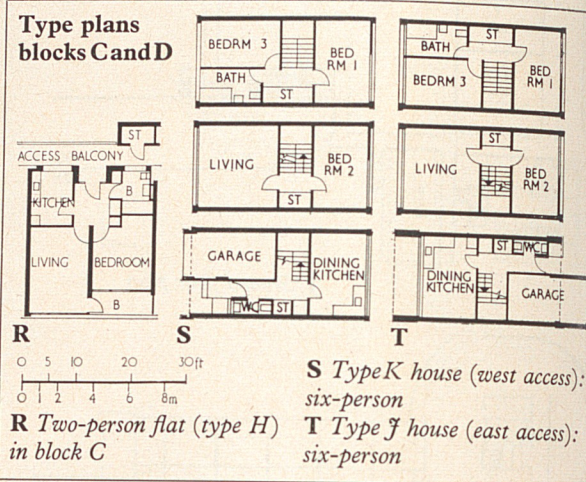 Type plans
blocks C and D
ST
ACCESS BALCONY
KITCHEN
B
LIVING
BEDROOM
B
R
BEDRM 3
BATH
ST
BED
RM 1
LIVING
ST
BED
RM 2
GARAGE
WC
ST
DINING
KITCHEN
S
BATH
ST
BEDRM 3
BED
RM 1
LIVING
ST
BED
RM 2
DINING
KITCHEN
ST
WC
GARAGE
T
0 5 10 20 30 ft
0 1 2 4 6 8m
R Two-person flat (type H)
in block C
S Type K house (west access):
six-person
T Type J house (east access):
six-person